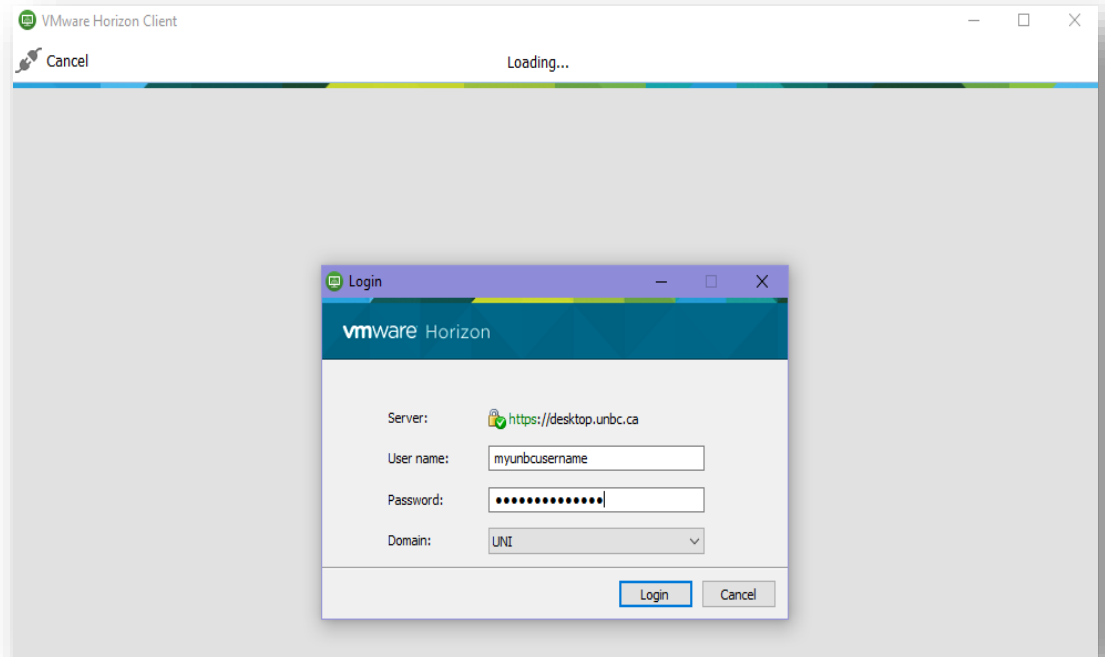 VMware Horizon Client
Cancel
Loading...
Login
vmware Horizon
Server: https://desktop.unbc.ca
User name: myunbcusername
Password: ••••••••••••••
Domain: UNI
Login Cancel